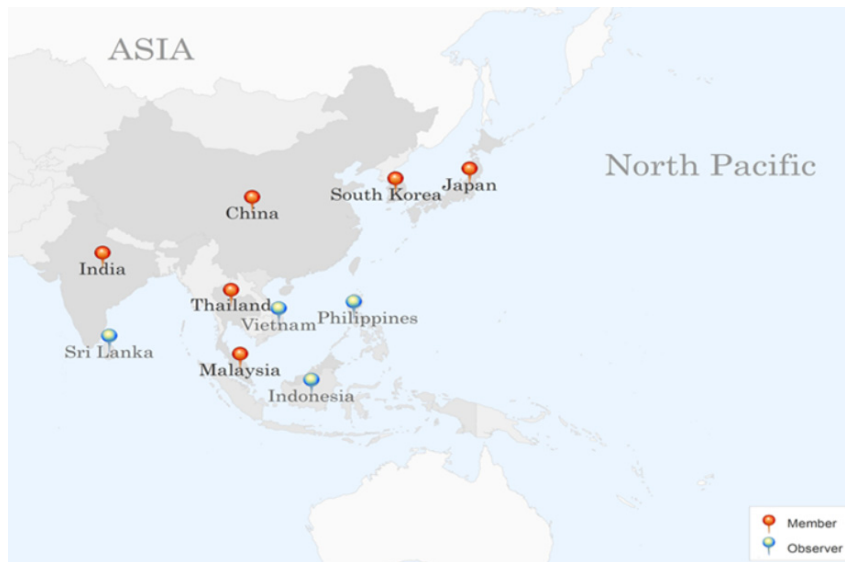 ASIA
North Pacific
South Korea
Japan
China
India
Thailand
Vietnam
Philippines
Sri Lanka
Malaysia
Indonesia
Member
Observer